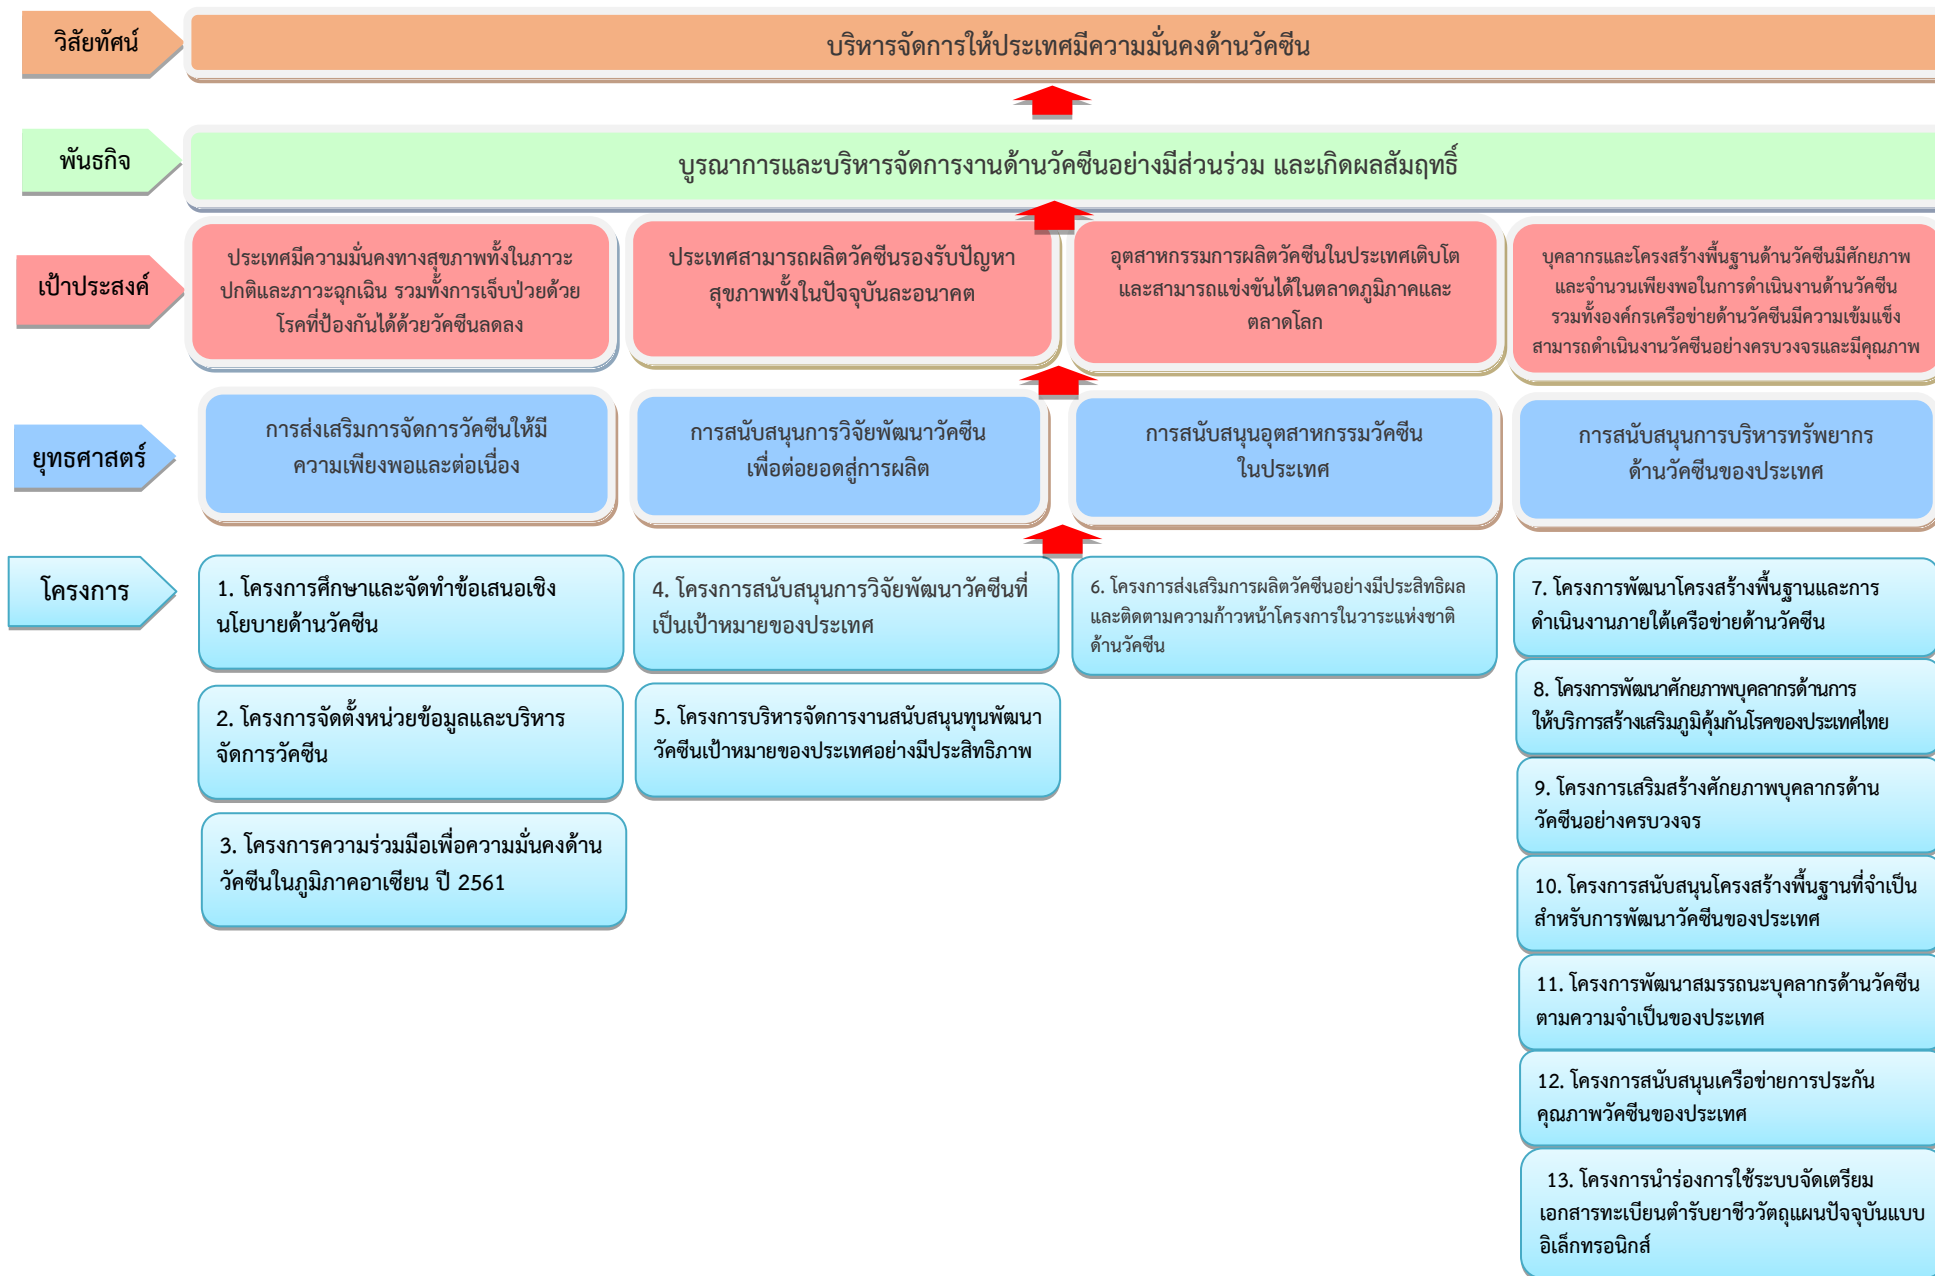 วิสัยทัศน์
บริหารจัดการให้ประเทศมีความมั่นคงด้านวัคซีน
พันธกิจ
บูรณาการและบริหารจัดการงานด้านวัคซีนอย่างมีส่วนร่วม และเกิดผลสัมฤทธิ์
เป้าประสงค์
ประเทศมีความมั่นคงทางสุขภาพทั้งในภาวะ
ปกติและภาวะฉุกเฉิน รวมทั้งการเจ็บป่วยด้วย
โรคที่ป้องกันได้ด้วยวัคซีนลดลง
ประเทศสามารถผลิตวัคซีนรองรับปัญหา
สุขภาพทั้งในปัจจุบันละอนาคต
อุตสาหกรรมการผลิตวัคซีนในประเทศเติบโต
และสามารถแข่งขันได้ในตลาดภูมิภาคและ
ตลาดโลก
บุคลากรและโครงสร้างพื้นฐานด้านวัคซีนมีศักยภาพ
และจำนวนเพียงพอในการดำเนินงานด้านวัคซีน
รวมทั้งองค์กรเครือข่ายด้านวัคซีนมีความเข้มแข็ง
สามารถดำเนินงานวัคซีนอย่างครบวงจรและมีคุณภาพ
ยุทธศาสตร์
การส่งเสริมการจัดการวัคซีนให้มี
ความเพียงพอและต่อเนื่อง
การสนับสนุนการวิจัยพัฒนาวัคซีน
เพื่อต่อยอดสู่การผลิต
การสนับสนุนอุตสาหกรรมวัคซีน
ในประเทศ
การสนับสนุนการบริหารทรัพยากร
ด้านวัคซีนของประเทศ
โครงการ
1. โครงการศึกษาและจัดทำข้อเสนอเชิง
นโยบายด้านวัคซีน
2. โครงการจัดตั้งหน่วยข้อมูลและบริหาร
จัดการวัคซีน
3. โครงการความร่วมมือเพื่อความมั่นคงด้าน
วัคซีนในภูมิภาคอาเซียน ปี 2561
4. โครงการสนับสนุนการวิจัยพัฒนาวัคซีนที่
เป็นเป้าหมายของประเทศ
5. โครงการบริหารจัดการงานสนับสนุนทุนพัฒนา
วัคซีนเป้าหมายของประเทศอย่างมีประสิทธิภาพ
6. โครงการส่งเสริมการผลิตวัคซีนอย่างมีประสิทธิผล
และติดตามความก้าวหน้าโครงการในวาระแห่งชาติ
ด้านวัคซีน
7. โครงการพัฒนาโครงสร้างพื้นฐานและการ
ดำเนินงานภายใต้เครือข่ายด้านวัคซีน
8. โครงการพัฒนาศักยภาพบุคลากรด้านการ
ให้บริการสร้างเสริมภูมิคุ้มกันโรคของประเทศไทย
9. โครงการเสริมสร้างศักยภาพบุคลากรด้าน
วัคซีนอย่างครบวงจร
10. โครงการสนับสนุนโครงสร้างพื้นฐานที่จำเป็น
สำหรับการพัฒนาวัคซีนของประเทศ
11. โครงการพัฒนาสมรรถนะบุคลากรด้านวัคซีน
ตามความจำเป็นของประเทศ
12. โครงการสนับสนุนเครือข่ายการประกัน
คุณภาพวัคซีนของประเทศ
13. โครงการนำร่องการใช้ระบบจัดเตรียม
เอกสารทะเบียนตำรับยาชีววัตถุแผนปัจจุบันแบบ
อิเล็กทรอนิกส์